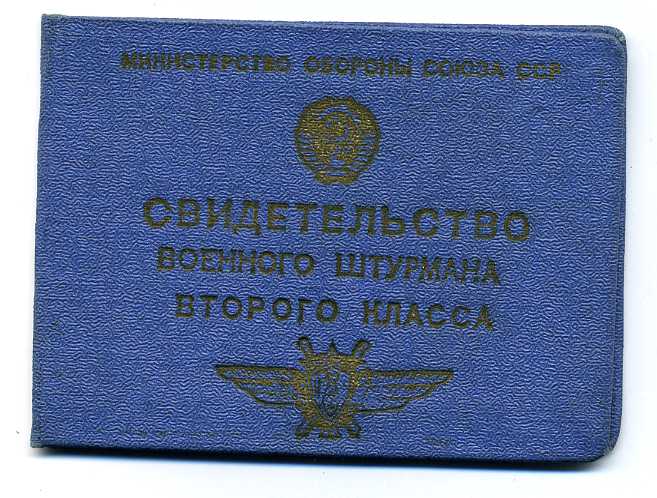 МИНИСТЕРСТВО ОБОРОНЫ СОЮЗА ССР
СВИДЕТЕЛЬСТВО
ВОЕННОГО ШТУРМАНА
ВТОРОГО КЛАССА